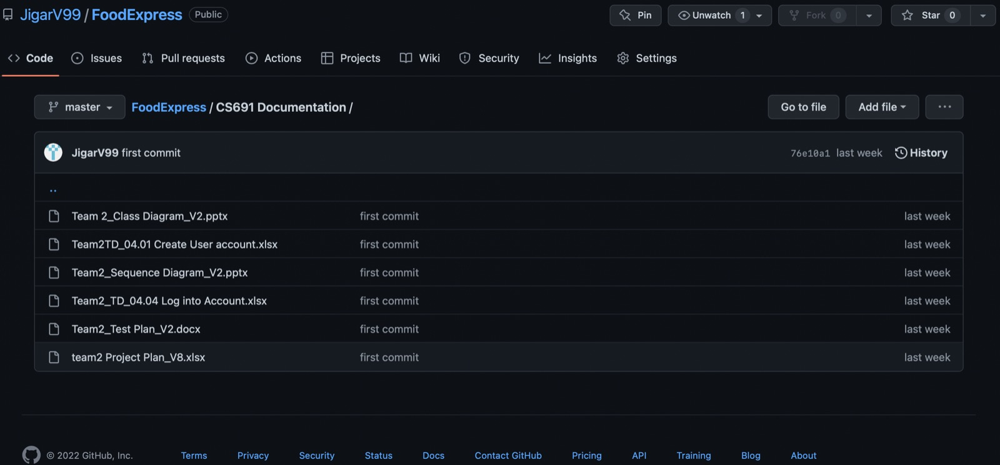 JigarV99 / FoodExpress Public Pin Unwatch 1 Fork 0 Star 0
Code Issues Pull requests Actions Projects Wiki Security Insights Settings
master FoodExpress / CS691 Documentation / Go to file Add file ...
JigarV99 first commit 76e10a1 last week History
..
Team 2_Class Diagram_V2.pptx first commit last week
Team2TD_04.01 Create User account.xlsx first commit last week
Team2_Sequence Diagram_V2.pptx first commit last week
Team2_TD_04.04 Log into Account.xlsx first commit last week
Team2_Test Plan_V2.docx first commit last week
team2 Project Plan_V8.xlsx first commit last week
© 2022 GitHub, Inc. Terms Privacy Security Status Docs Contact GitHub Pricing API Training Blog About